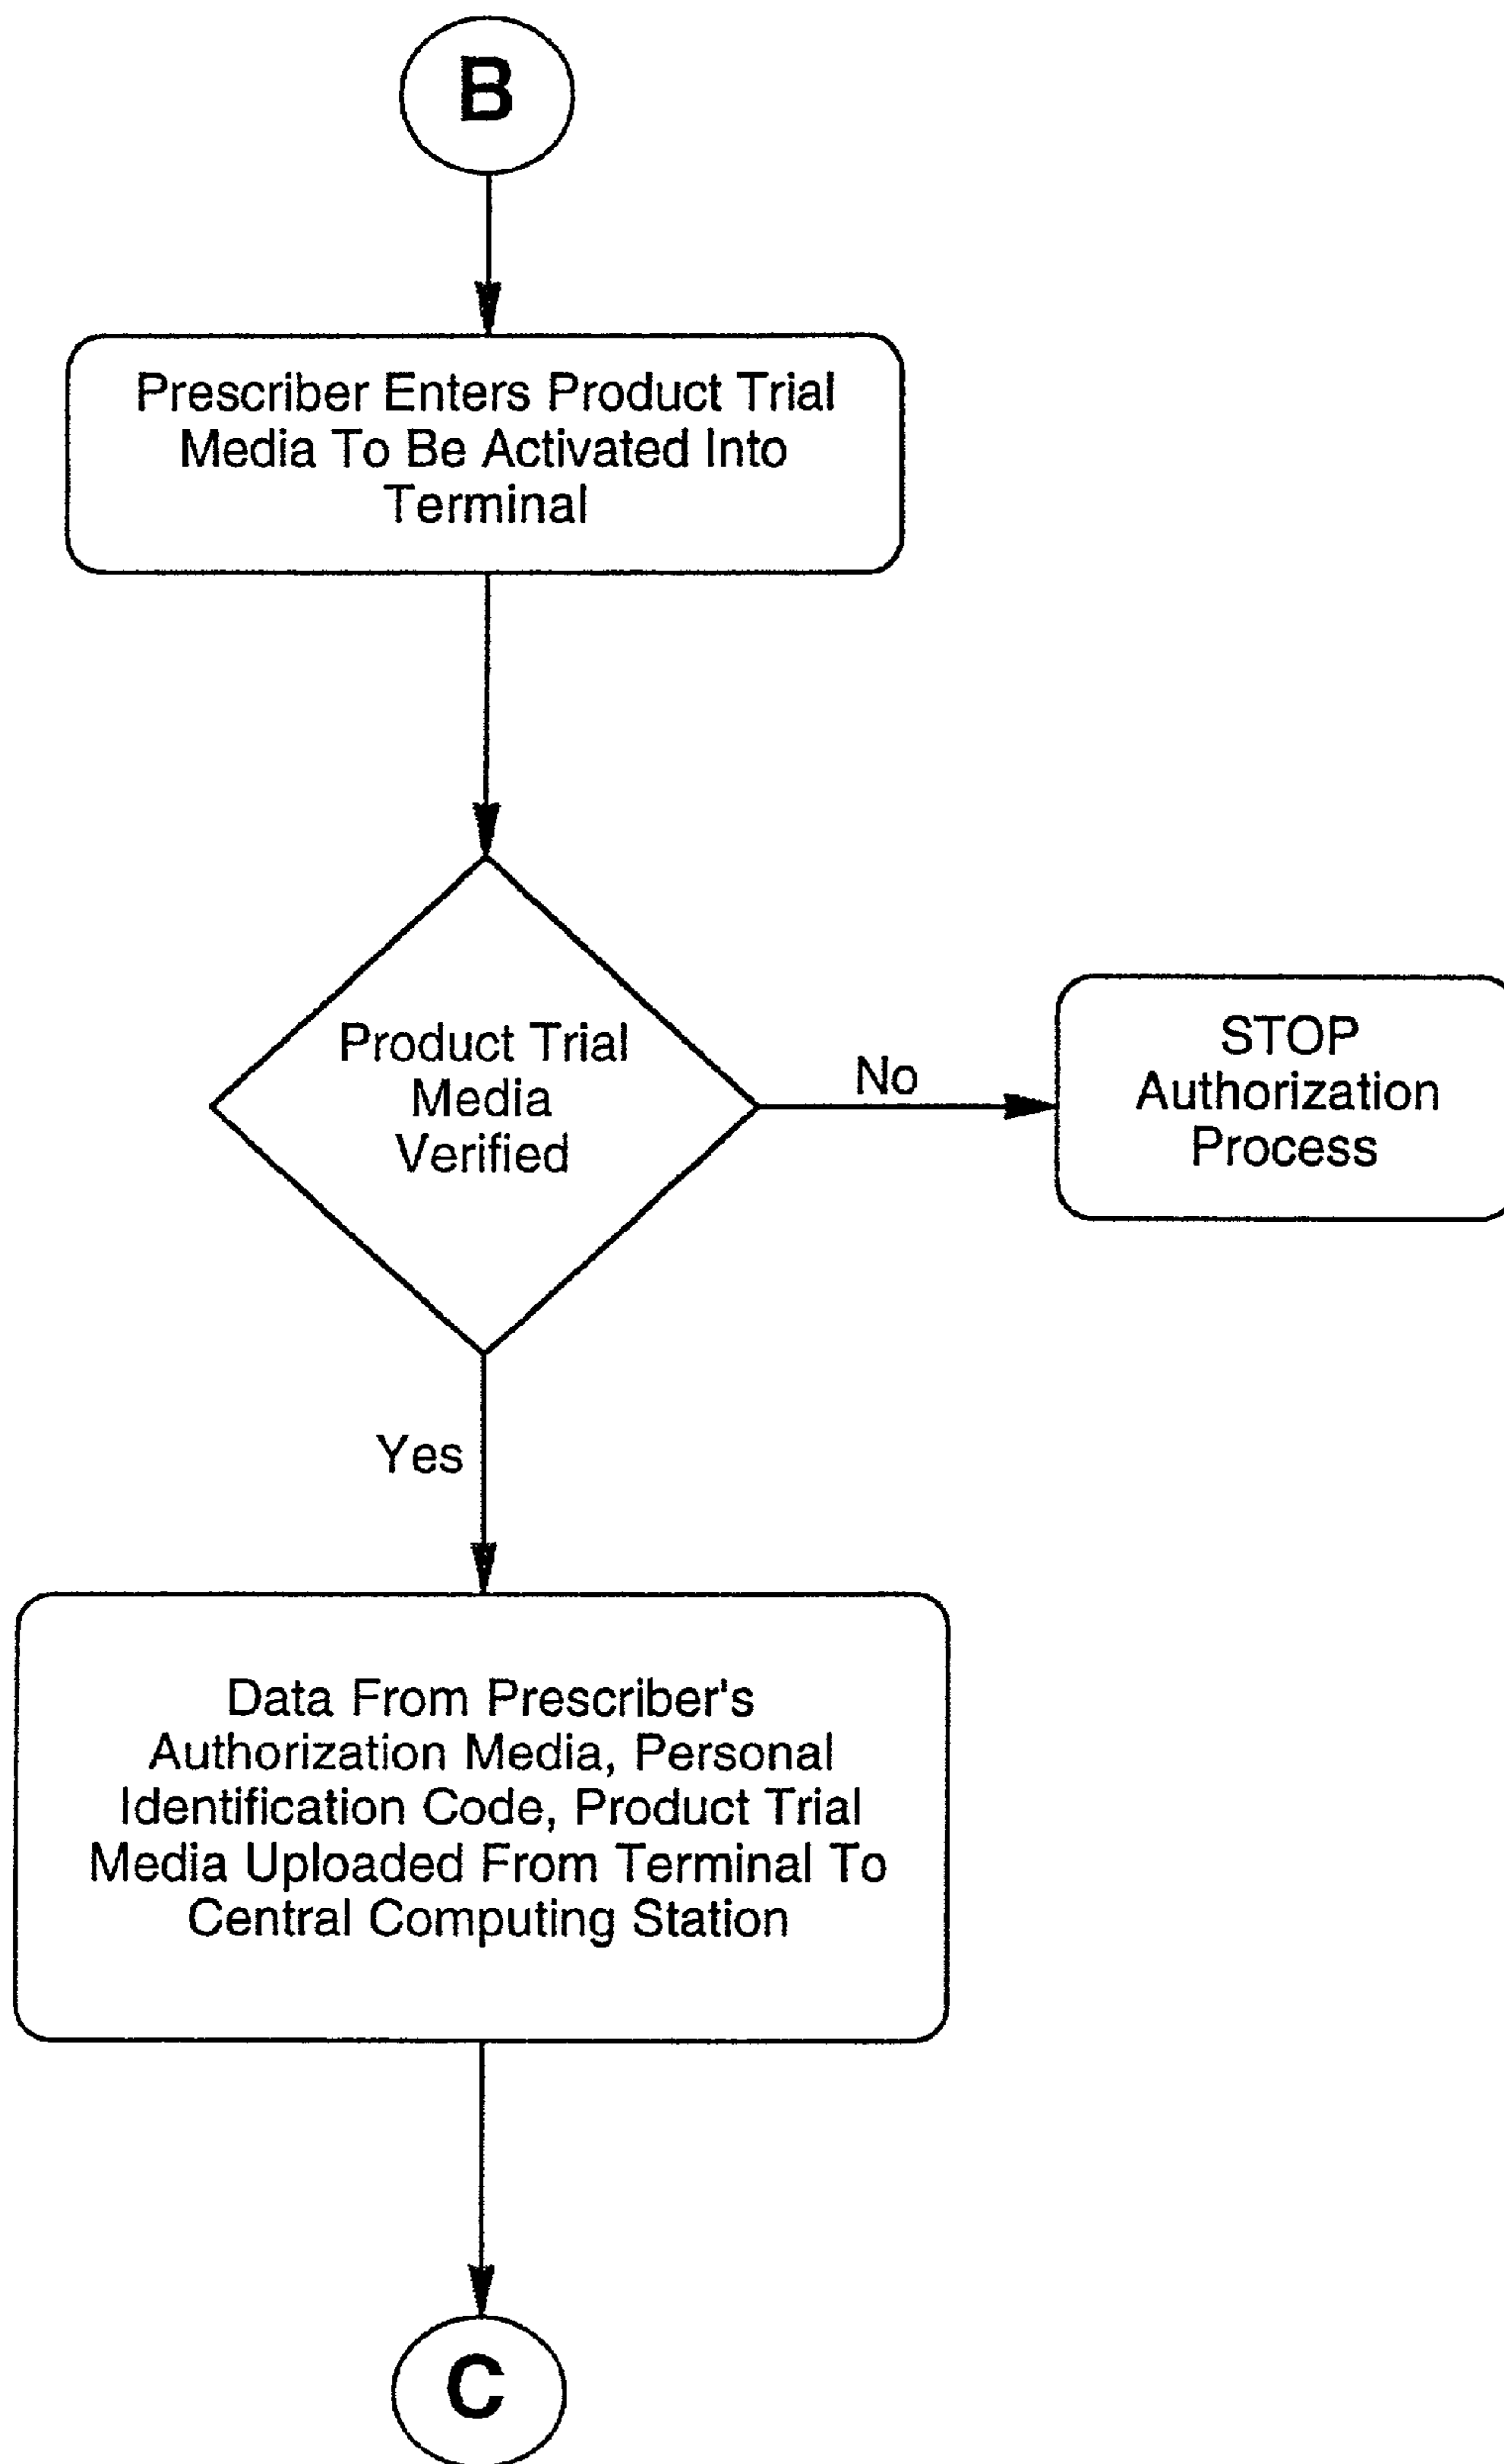 B
Prescriber Enters Product Trial
Media To Be Activated Into
Terminal
Product Trial
Media
Verified
No
STOP
Authorization
Process
Yes
Data From Prescriber's
Authorization Media, Personal
Identification Code, Product Trial
Media Uploaded From Terminal To
Central Computing Station
C